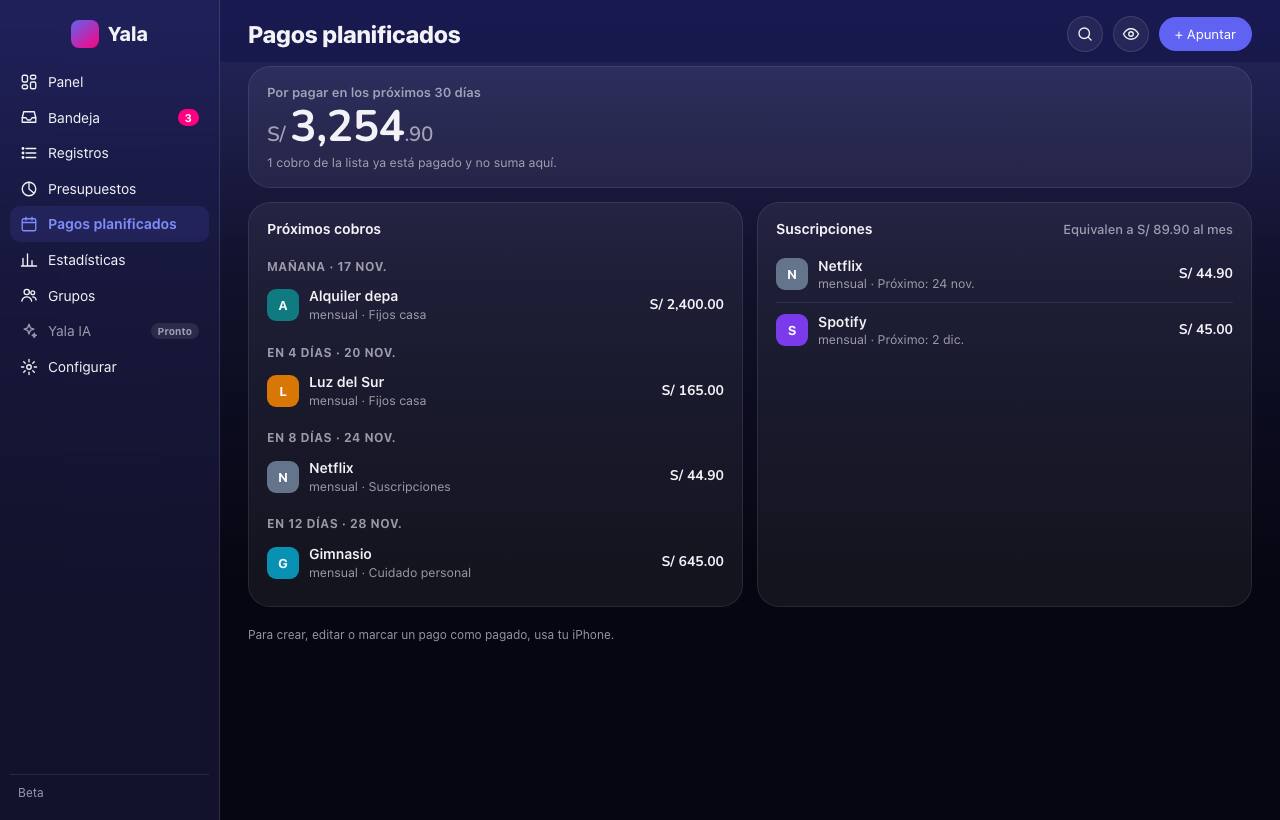 Yala
Panel
Bandeja
3
Registros
Presupuestos
Pagos planificados
Estadísticas
Grupos
Yala IA
Pronto
Configurar
Beta
Pagos planificados
+ Apuntar
Por pagar en los próximos 30 días
S/ 3,254.90
1 cobro de la lista ya está pagado y no suma aquí.
Próximos cobros
MAÑANA · 17 NOV.
A
Alquiler depa
mensual · Fijos casa
S/ 2,400.00
EN 4 DÍAS · 20 NOV.
L
Luz del Sur
mensual · Fijos casa
S/ 165.00
EN 8 DÍAS · 24 NOV.
N
Netflix
mensual · Suscripciones
S/ 44.90
EN 12 DÍAS · 28 NOV.
G
Gimnasio
mensual · Cuidado personal
S/ 645.00
Suscripciones
Equivalen a S/ 89.90 al mes
N
Netflix
mensual · Próximo: 24 nov.
S/ 44.90
S
Spotify
mensual · Próximo: 2 dic.
S/ 45.00
Para crear, editar o marcar un pago como pagado, usa tu iPhone.